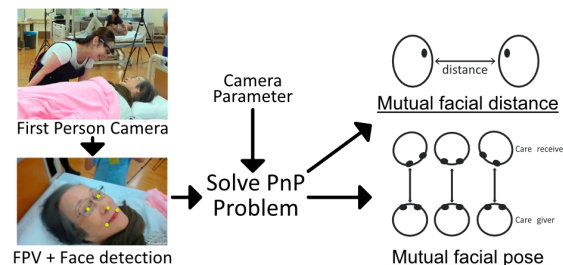 First Person Camera
FPV + Face detection
Camera
Parameter
Solve PnP
Problem
distance
Mutual facial distance
Care receive
Care giver
Mutual facial pose